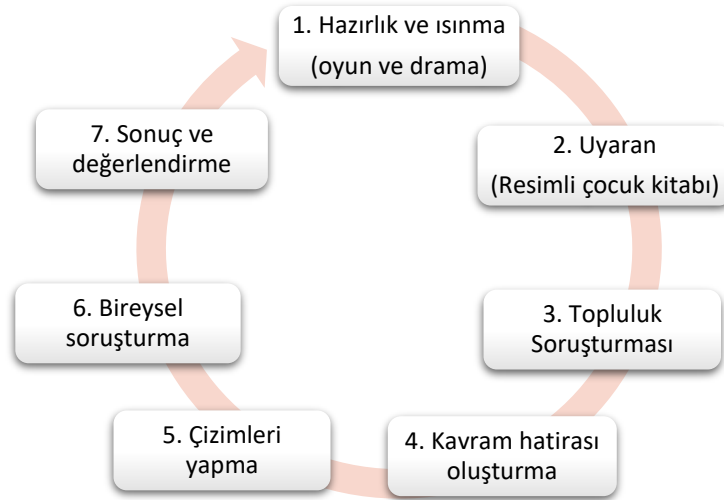 1. Hazırlık ve ısınma
(oyun ve drama)
2. Uyaran
(Resimli çocuk kitabı)
3. Topluluk
Soruşturması
4. Kavram hatirası
oluşturma
5. Çizimleri
yapma
6. Bireysel
soruşturma
7. Sonuç ve
değerlendirme